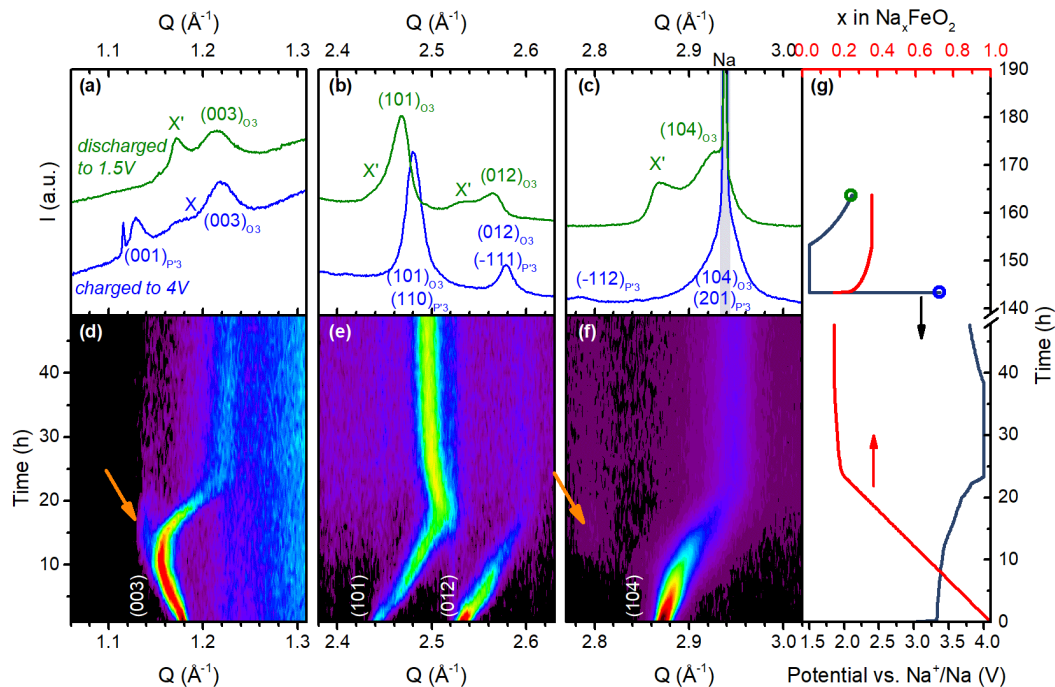 Q (Å⁻¹) Q (Å⁻¹) Q (Å⁻¹) x in NaₓFeO₂
1.1 1.2 1.3 2.4 2.5 2.6 2.8 2.9 3.0 0.0 0.2 0.4 0.6 0.8 1.0
Na
(a) (b) (c) (g)
190
180
170
160
150
140
I (a.u.)
X' (003)O3
discharged
to 1.5V
X
(003)O3
(001)P'3
charged to 4V
(101)O3
X' X' (012)O3
(012)O3
(-111)P'3
(101)O3
(110)P'3
(104)O3
X'
(-112)P'3 (104)O3
(201)P'3
(d) (e) (f)
40
30
20
10
0
Time (h)
(003) (101) (012) (104)
40
30
20
10
0
Time (h)
1.1 1.2 1.3 2.4 2.5 2.6 2.8 2.9 3.0 1.5 2.0 2.5 3.0 3.5 4.0
Q (Å⁻¹) Q (Å⁻¹) Q (Å⁻¹) Potential vs. Na⁺/Na (V)